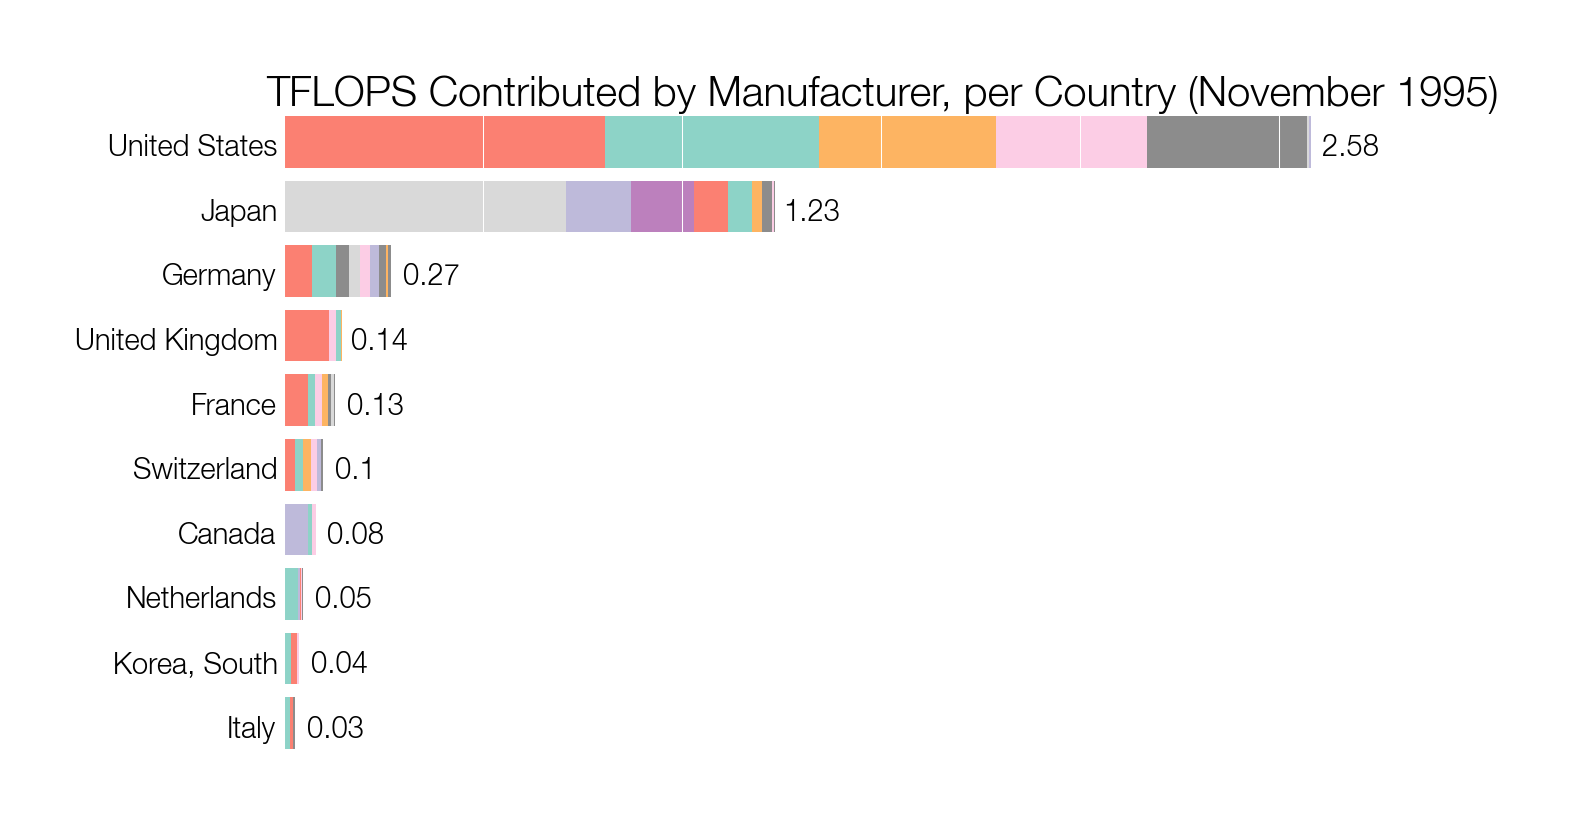 TFLOPS Contributed by Manufacturer, per Country (November 1995)
United States 2.58
Japan 1.23
Germany 0.27
United Kingdom 0.14
France 0.13
Switzerland 0.1
Canada 0.08
Netherlands 0.05
Korea, South 0.04
Italy 0.03